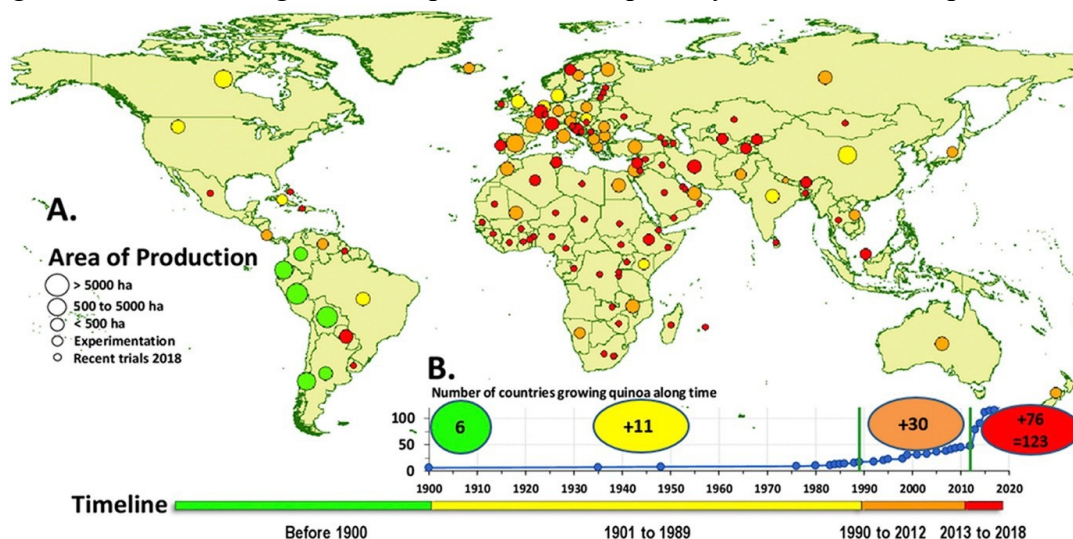 A.
Area of Production
> 5000 ha
500 to 5000 ha
< 500 ha
Experimentation
Recent trials 2018
B.
Number of countries growing quinoa along time
100
50
0
6
+11
+30
+76
=123
1900 1910 1920 1930 1940 1950 1960 1970 1980 1990 2000 2010 2020
Timeline
Before 1900
1901 to 1989
1990 to 2012
2013 to 2018